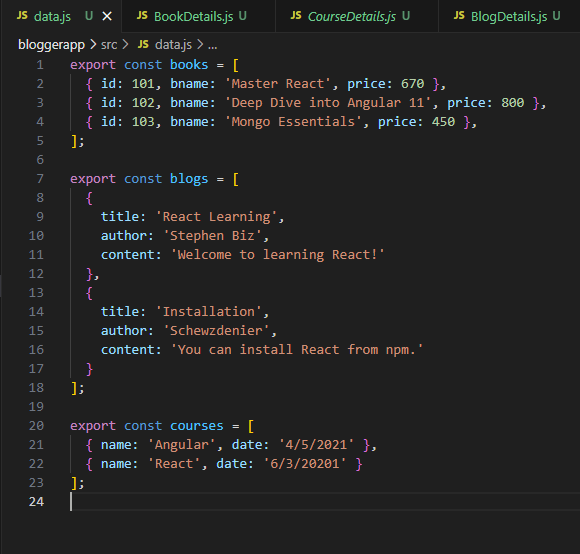 JS data.js U × JS BookDetails.js U JS CourseDetails.js U JS BlogDetails.js U
bloggerapp > src > JS data.js > ...
1 export const books = [
2   { id: 101, bname: 'Master React', price: 670 },
3   { id: 102, bname: 'Deep Dive into Angular 11', price: 800 },
4   { id: 103, bname: 'Mongo Essentials', price: 450 },
5 ];
6
7 export const blogs = [
8   {
9     title: 'React Learning',
10     author: 'Stephen Biz',
11     content: 'Welcome to learning React!'
12   },
13   {
14     title: 'Installation',
15     author: 'Schewzdenier',
16     content: 'You can install React from npm.'
17   }
18 ];
19
20 export const courses = [
21   { name: 'Angular', date: '4/5/2021' },
22   { name: 'React', date: '6/3/20201' }
23 ];
24